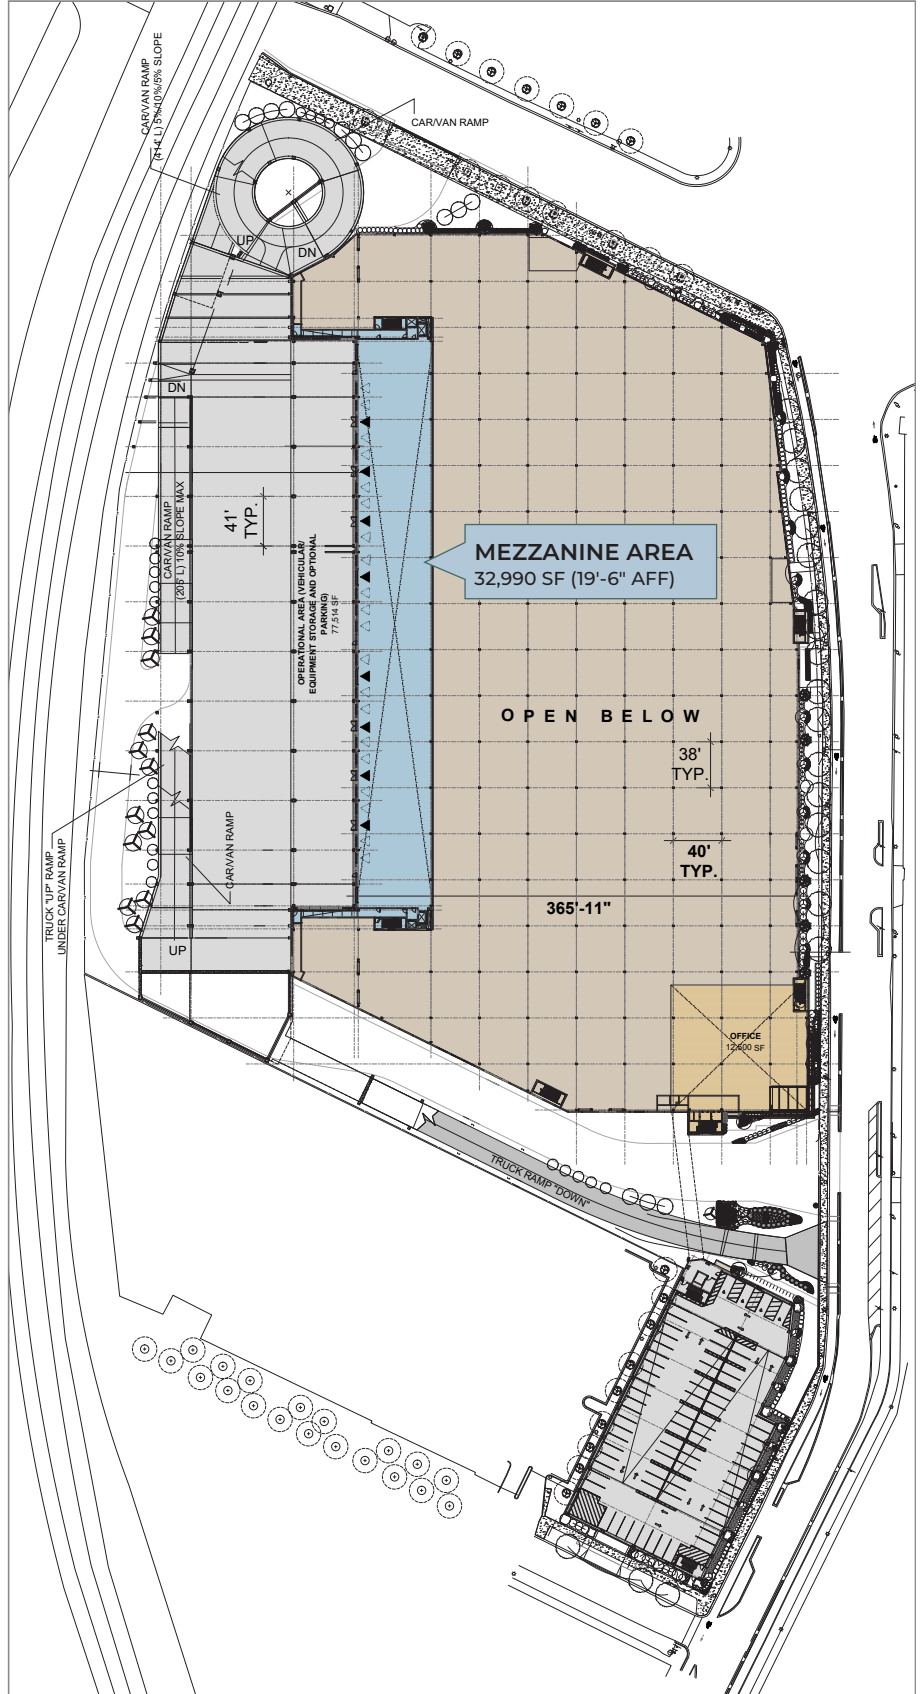 CAR/VAN RAMP
(414' L) 5%/10%/5% SLOPE
CAR/VAN RAMP
UP
DN
DN
CAR/VAN RAMP
(205' L) 10% SLOPE MAX
41'
TYP.
OPERATIONAL AREA (VEHICULAR/
EQUIPMENT STORAGE AND OPTIONAL
PARKING)
77,514 SF
MEZZANINE AREA
32,990 SF (19'-6" AFF)
OPEN BELOW
38'
TYP.
40'
TYP.
365'-11"
CAR/VAN RAMP
TRUCK "UP" RAMP
UNDER CAR/VAN RAMP
UP
OFFICE
12,500 SF
TRUCK RAMP "DOWN"